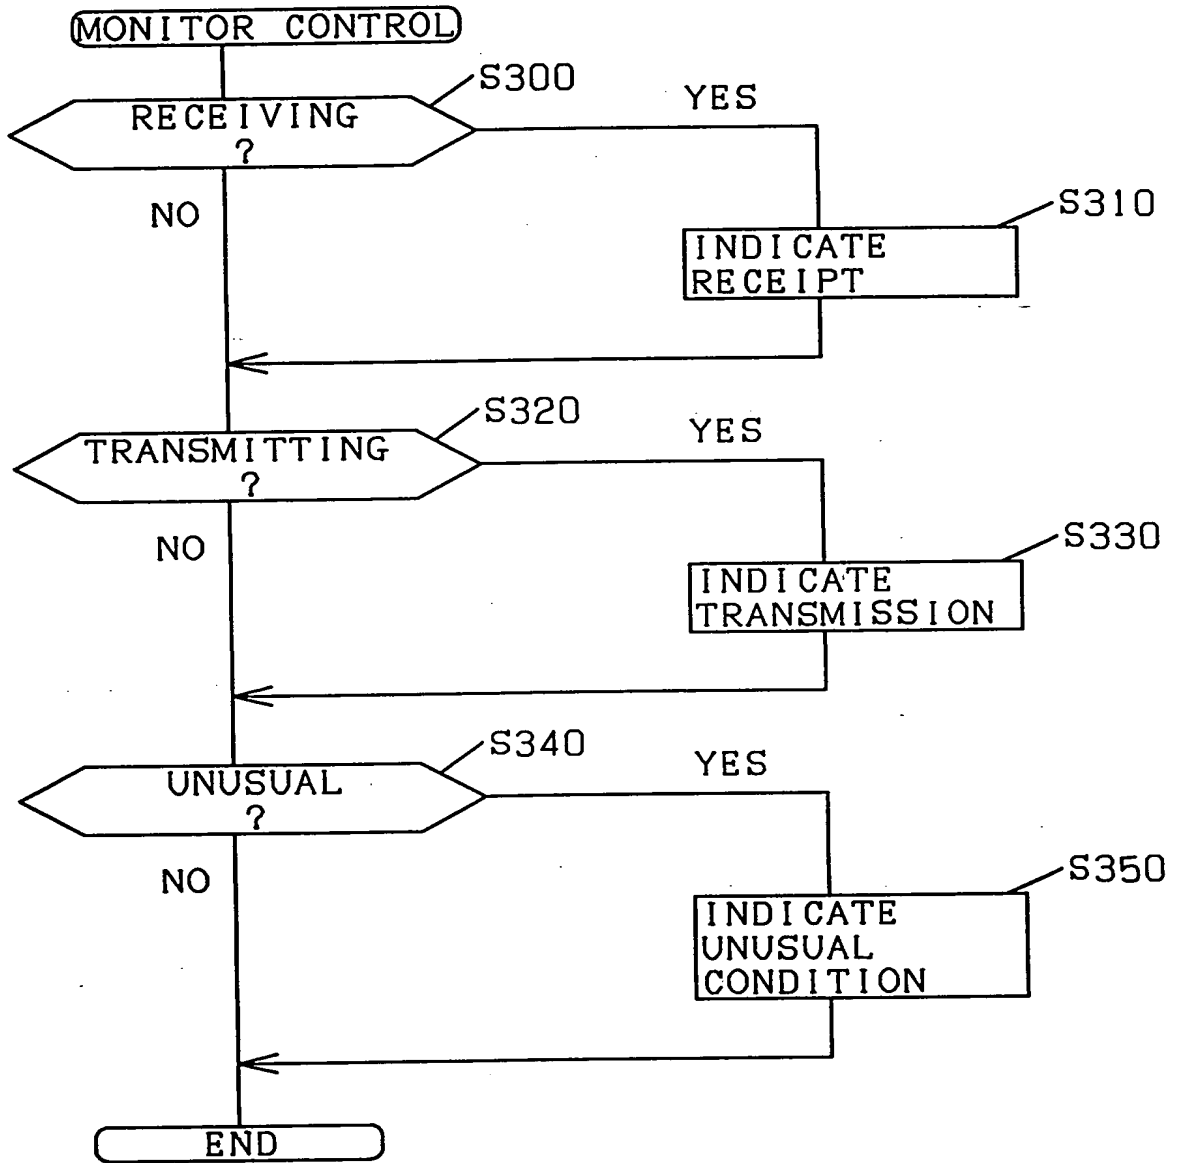 MONITOR CONTROL
S300
RECEIVING
?
YES
NO
S310
INDICATE
RECEIPT
S320
TRANSMITTING
?
YES
NO
S330
INDICATE
TRANSMISSION
S340
UNUSUAL
?
YES
NO
S350
INDICATE
UNUSUAL
CONDITION
END